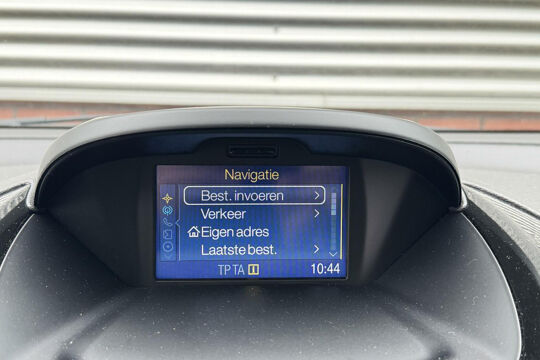 Navigatie
Best. invoeren
Verkeer
Eigen adres
Laatste best.
TP TA 10:44